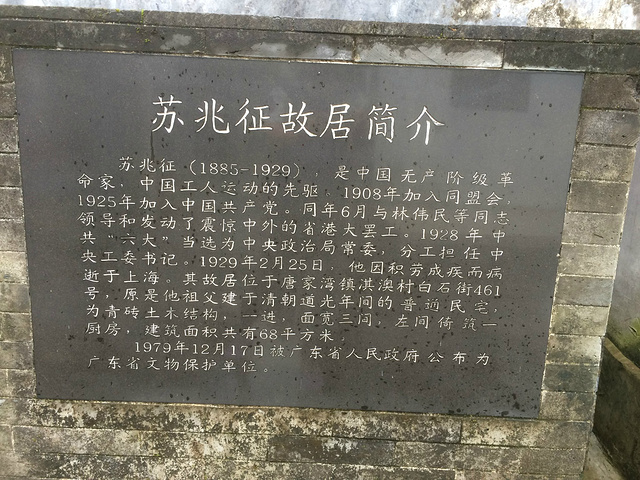 苏兆征故居简介
苏兆征（1885-1929），是中国无产阶级革
命家，中国工人运动的先驱，1908年加入同盟会，
1925年加入中国共产党。同年6月与林伟民等同志
领导和发动了震惊中外的省港大罢工。1928年中
共“六大”当选为中央政治局常委，分工担任中
央工委书记。1929年2月25日，他因积劳成疾而病
逝于上海。其故居位于唐家湾镇淇澳村白石街461
号，原是他祖父建于清朝道光年间的普通民宅，
为青砖土木结构，一进，面宽三间，左间倚筑一
厨房，建筑面积共有68平方米。
1979年12月17日被广东省人民政府公布为
广东省文物保护单位。